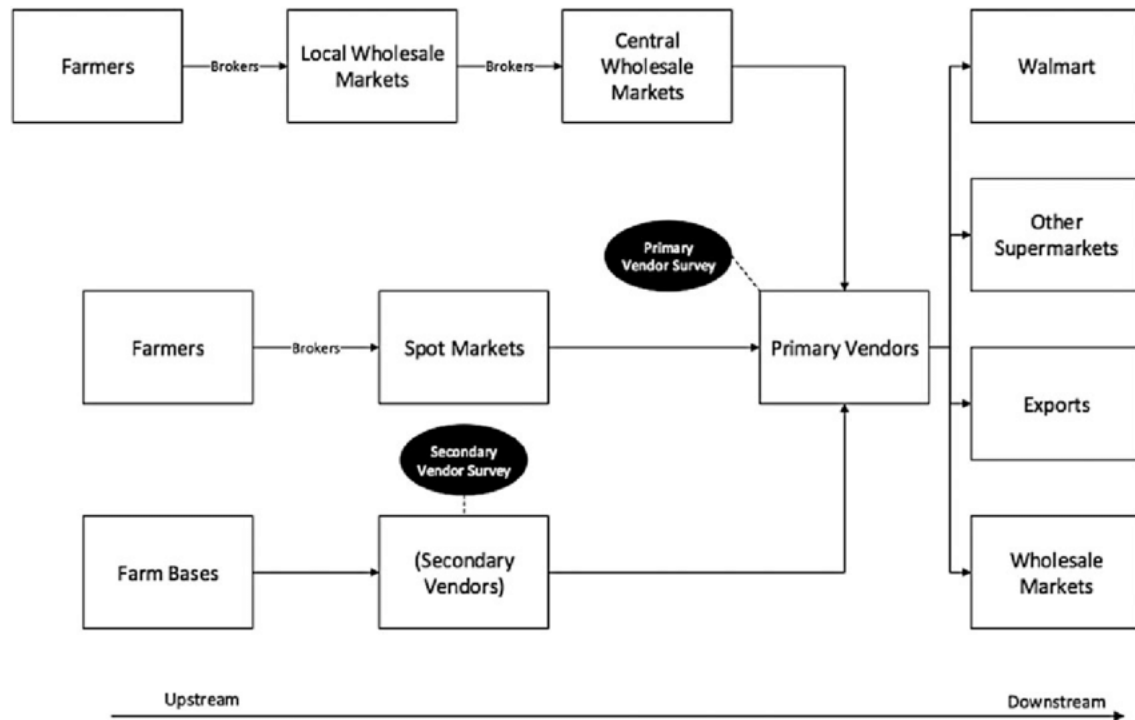 Farmers
Brokers
Local Wholesale
Markets
Brokers
Central
Wholesale
Markets
Walmart
Other
Supermarkets
Primary
Vendor Survey
Farmers
Brokers
Spot Markets
Primary Vendors
Exports
Secondary
Vendor Survey
Farm Bases
(Secondary
Vendors)
Wholesale
Markets
Upstream
Downstream